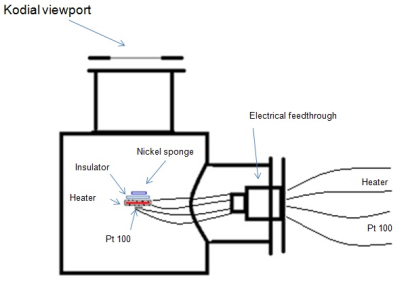 Kodial viewport
Electrical feedthrough
Nickel sponge
Insulator
Heater
Heater
Pt 100
Pt 100